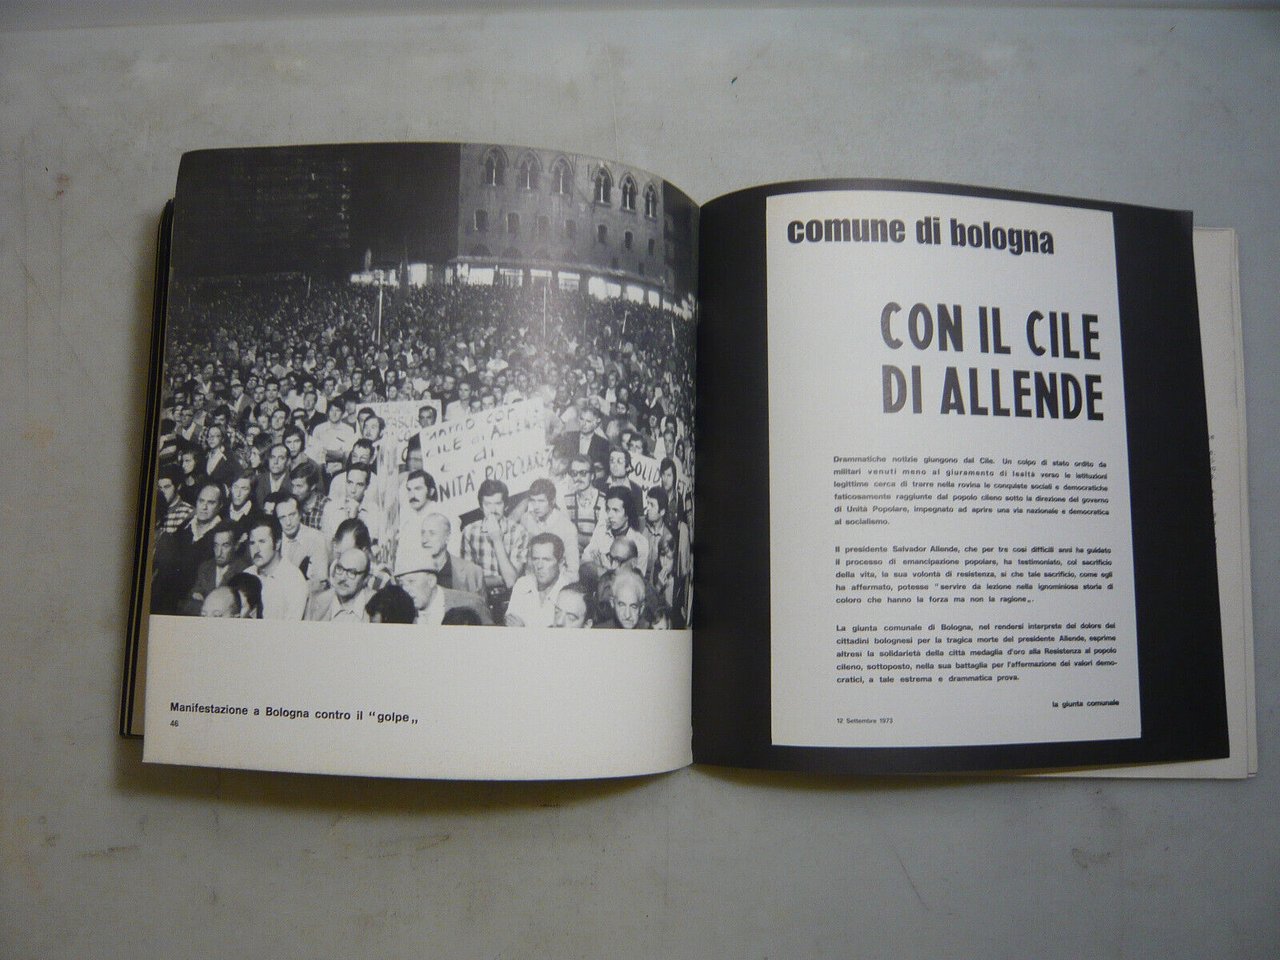 SIAMO CON IL
CILE di ALLENDE
e di
UNITÀ POPOLARE
SOLID
Manifestazione a Bologna contro il “golpe„
46
comune di bologna
CON IL CILE
DI ALLENDE
Drammatiche notizie giungono dal Cile. Un colpo di stato ordito da
militari venuti meno al giuramento di lealtà verso le istituzioni
legittime cerca di trarre nella rovina le conquiste sociali e democratiche
faticosamente raggiunte dal popolo cileno sotto la direzione del governo
di Unità Popolare, impegnato ad aprire una via nazionale e democratica
al socialismo.
Il presidente Salvador Allende, che per tre così difficili anni ha guidato
il processo di emancipazione popolare, ha testimoniato, col sacrificio
della vita, la sua volontà di resistenza, sì che tale sacrificio, come egli
ha affermato, potesse “servire da lezione nella ignominiosa storia di
coloro che hanno la forza ma non la ragione„.
La giunta comunale di Bologna, nel rendersi interprete del dolore dei
cittadini bolognesi per la tragica morte del presidente Allende, esprime
altresì la solidarietà della città medaglia d'oro alla Resistenza al popolo
cileno, sottoposto, nella sua battaglia per l'affermazione dei valori demo-
cratici, a tale estrema e drammatica prova.
la giunta comunale
12 Settembre 1973